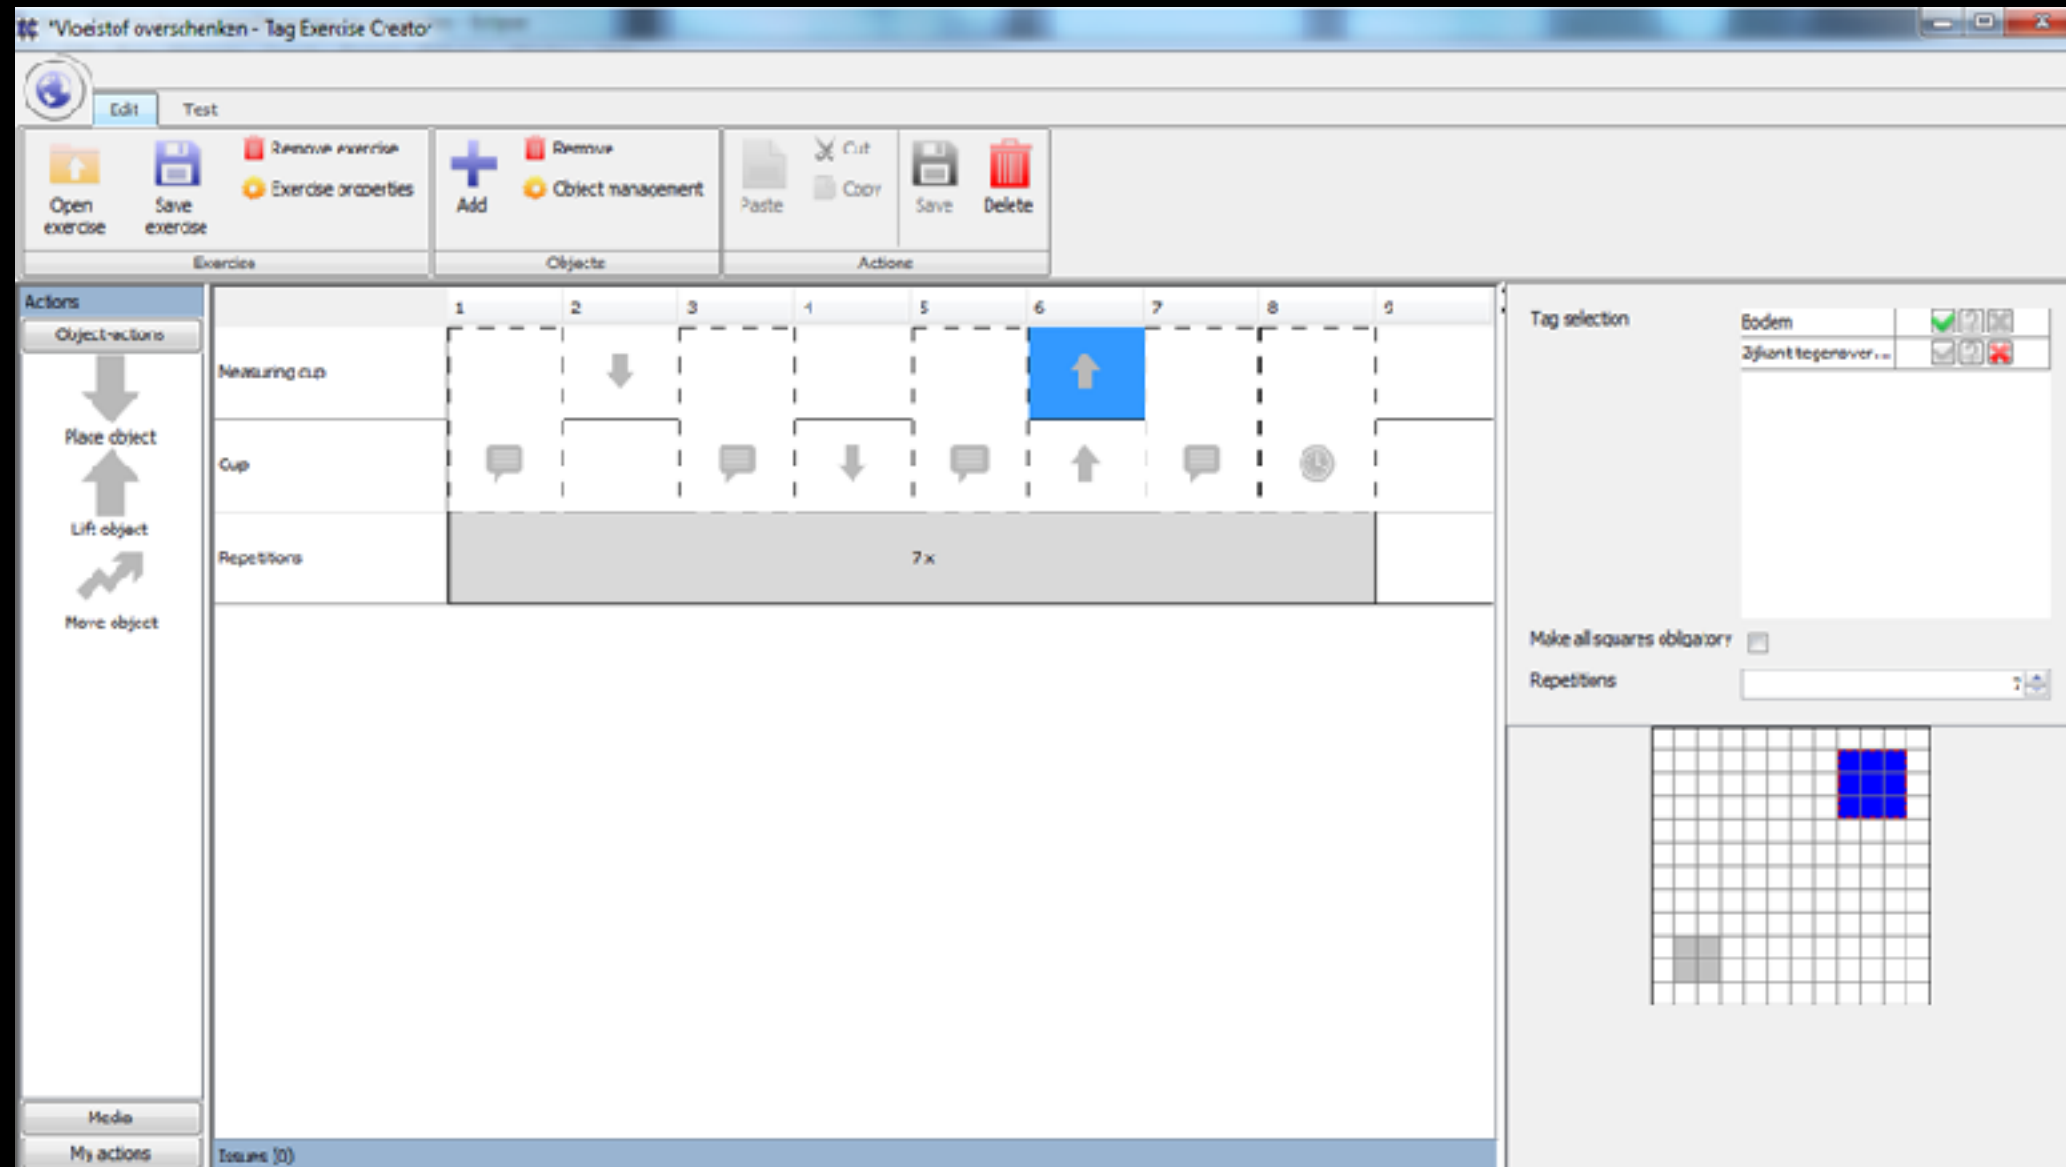 *Vloeistof overschenken - Tag Exercise Creator
Edit Test
Open exercise
Save exercise
Remove exercise
Exercise properties
Exercise
Add
Remove
Object management
Objects
Paste
Cut
Copy
Save
Delete
Actions
Actions
Object-actions
Place object
Lift object
Move object
Media
My actions
1 2 3 4 5 6 7 8 9
Measuring cup
Cup
Repetitions
7x
Issues (0)
Tag selection
Bodem
Zijkant tegenover...
Make all squares obligatory
Repetitions